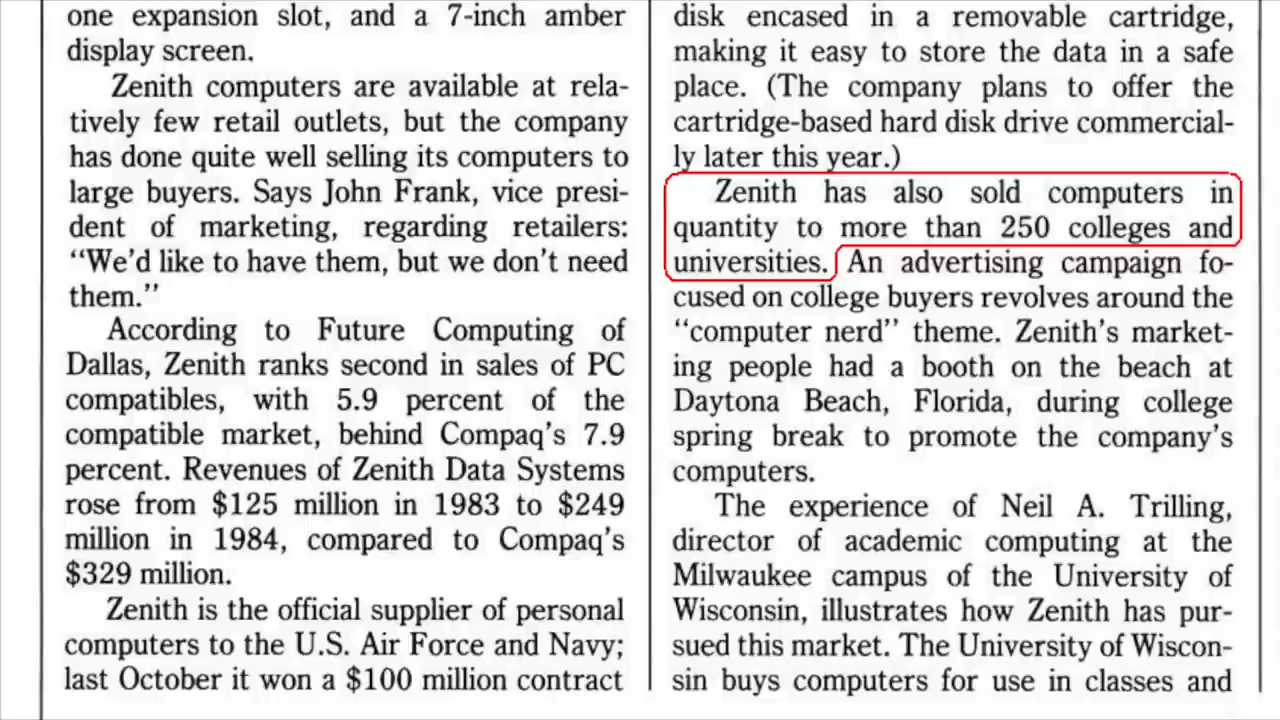 one expansion slot, and a 7-inch amber
display screen.
Zenith computers are available at rela-
tively few retail outlets, but the company
has done quite well selling its computers to
large buyers. Says John Frank, vice presi-
dent of marketing, regarding retailers:
“We’d like to have them, but we don’t need
them.”
According to Future Computing of
Dallas, Zenith ranks second in sales of PC
compatibles, with 5.9 percent of the
compatible market, behind Compaq’s 7.9
percent. Revenues of Zenith Data Systems
rose from $125 million in 1983 to $249
million in 1984, compared to Compaq’s
$329 million.
Zenith is the official supplier of personal
computers to the U.S. Air Force and Navy;
last October it won a $100 million contract
disk encased in a removable cartridge,
making it easy to store the data in a safe
place. (The company plans to offer the
cartridge-based hard disk drive commercial-
ly later this year.)
Zenith has also sold computers in
quantity to more than 250 colleges and
universities. An advertising campaign fo-
cused on college buyers revolves around the
“computer nerd” theme. Zenith’s market-
ing people had a booth on the beach at
Daytona Beach, Florida, during college
spring break to promote the company’s
computers.
The experience of Neil A. Trilling,
director of academic computing at the
Milwaukee campus of the University of
Wisconsin, illustrates how Zenith has pur-
sued this market. The University of Wiscon-
sin buys computers for use in classes and